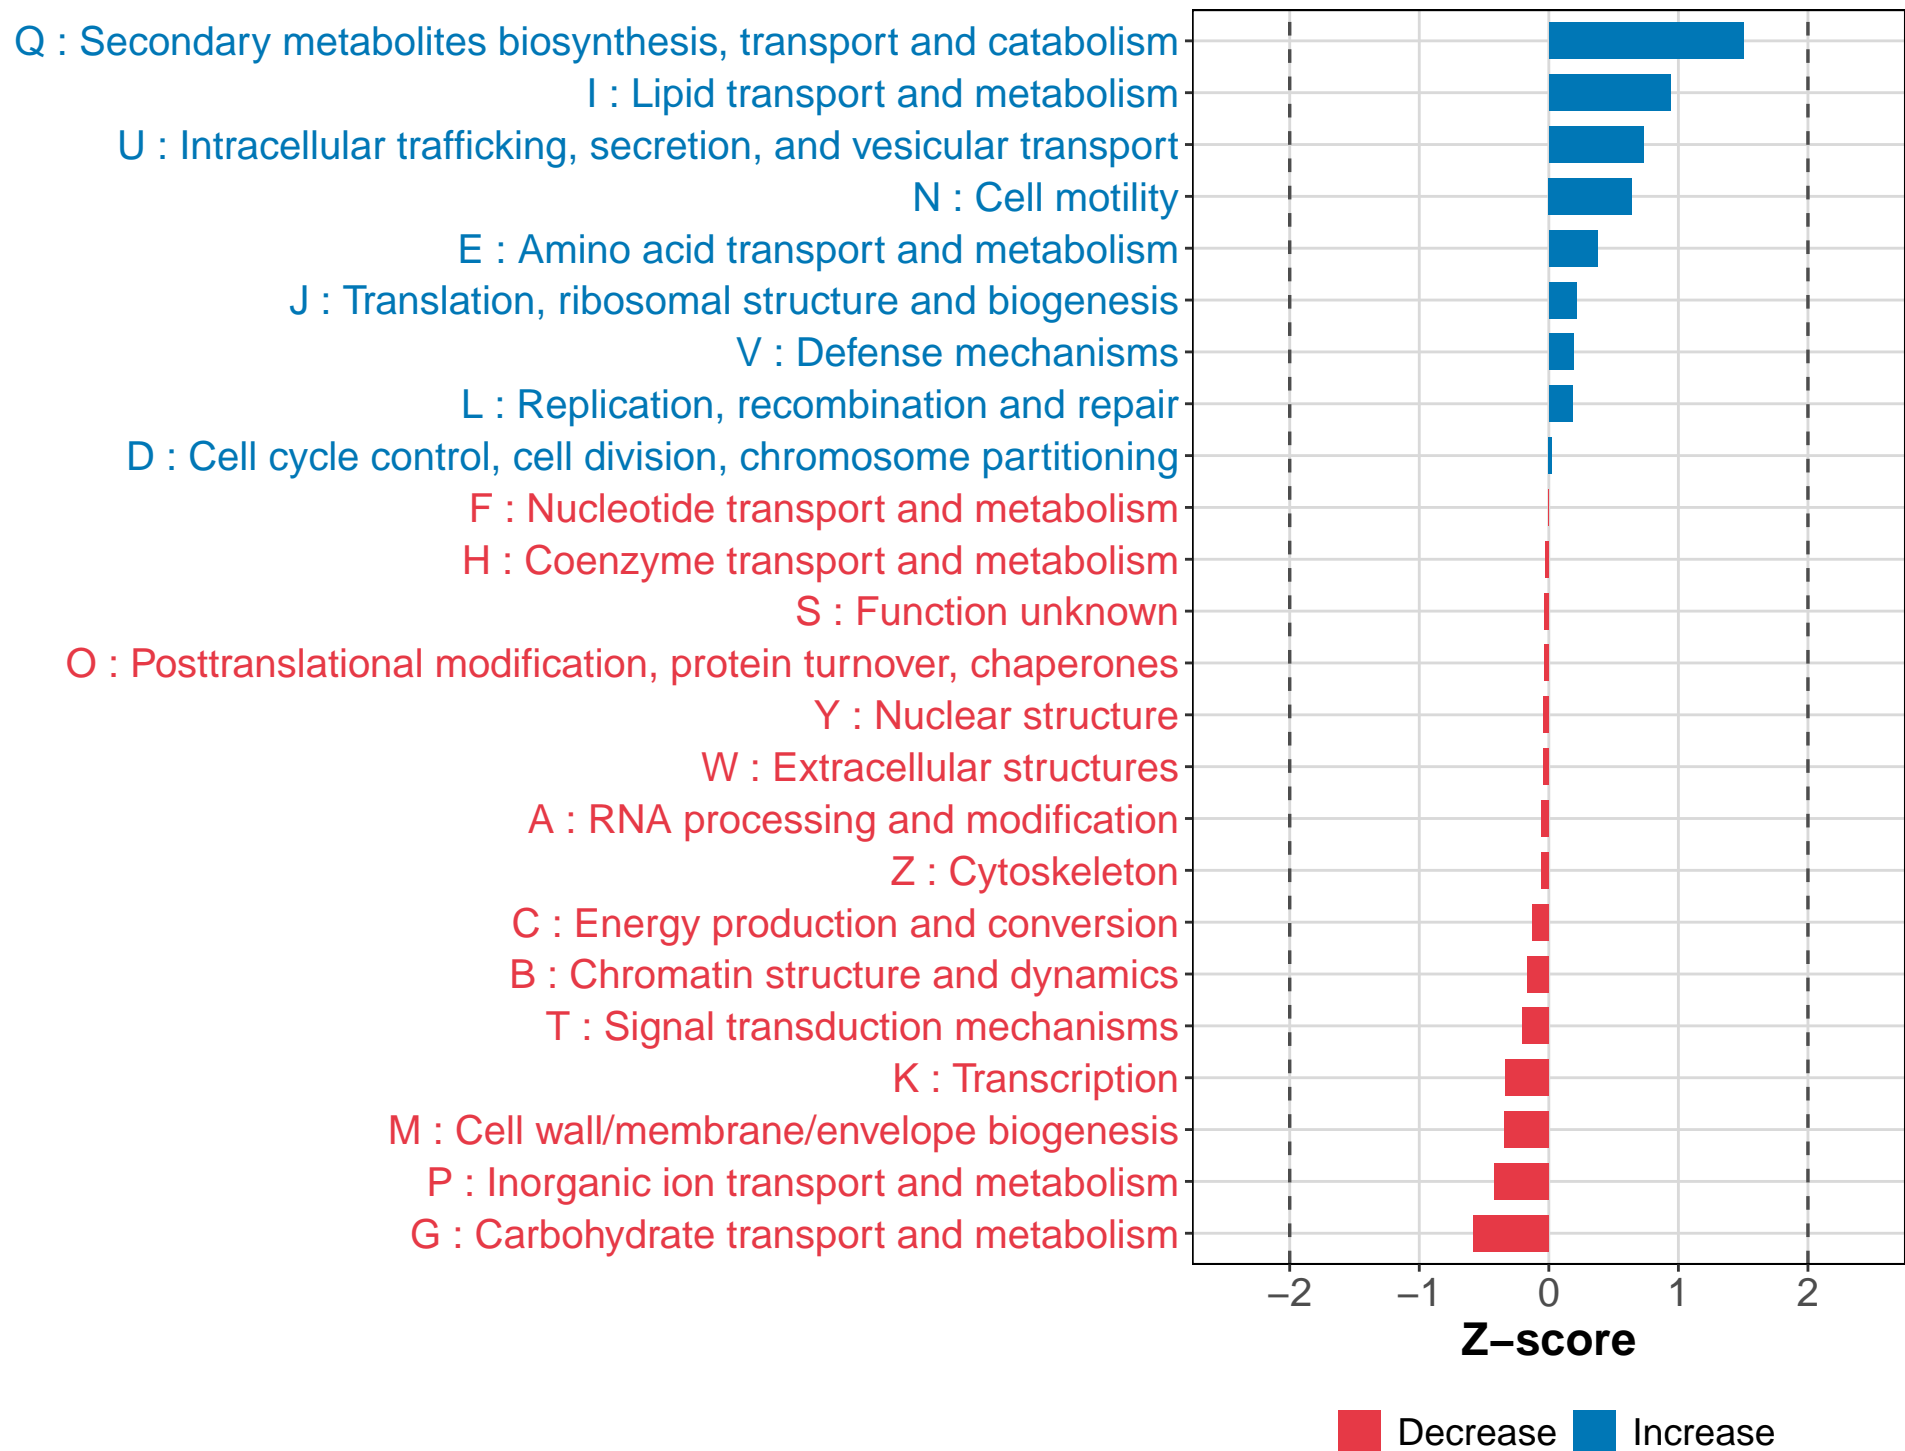 Q : Secondary metabolites biosynthesis, transport and catabolism
I : Lipid transport and metabolism
U : Intracellular trafficking, secretion, and vesicular transport
N : Cell motility
E : Amino acid transport and metabolism
J : Translation, ribosomal structure and biogenesis
V : Defense mechanisms
L : Replication, recombination and repair
D : Cell cycle control, cell division, chromosome partitioning
F : Nucleotide transport and metabolism
H : Coenzyme transport and metabolism
S : Function unknown
O : Posttranslational modification, protein turnover, chaperones
Y : Nuclear structure
W : Extracellular structures
A : RNA processing and modification
Z : Cytoskeleton
C : Energy production and conversion
B : Chromatin structure and dynamics
T : Signal transduction mechanisms
K : Transcription
M : Cell wall/membrane/envelope biogenesis
P : Inorganic ion transport and metabolism
G : Carbohydrate transport and metabolism
−2 −1 0 1 2
Z−score
Decrease Increase